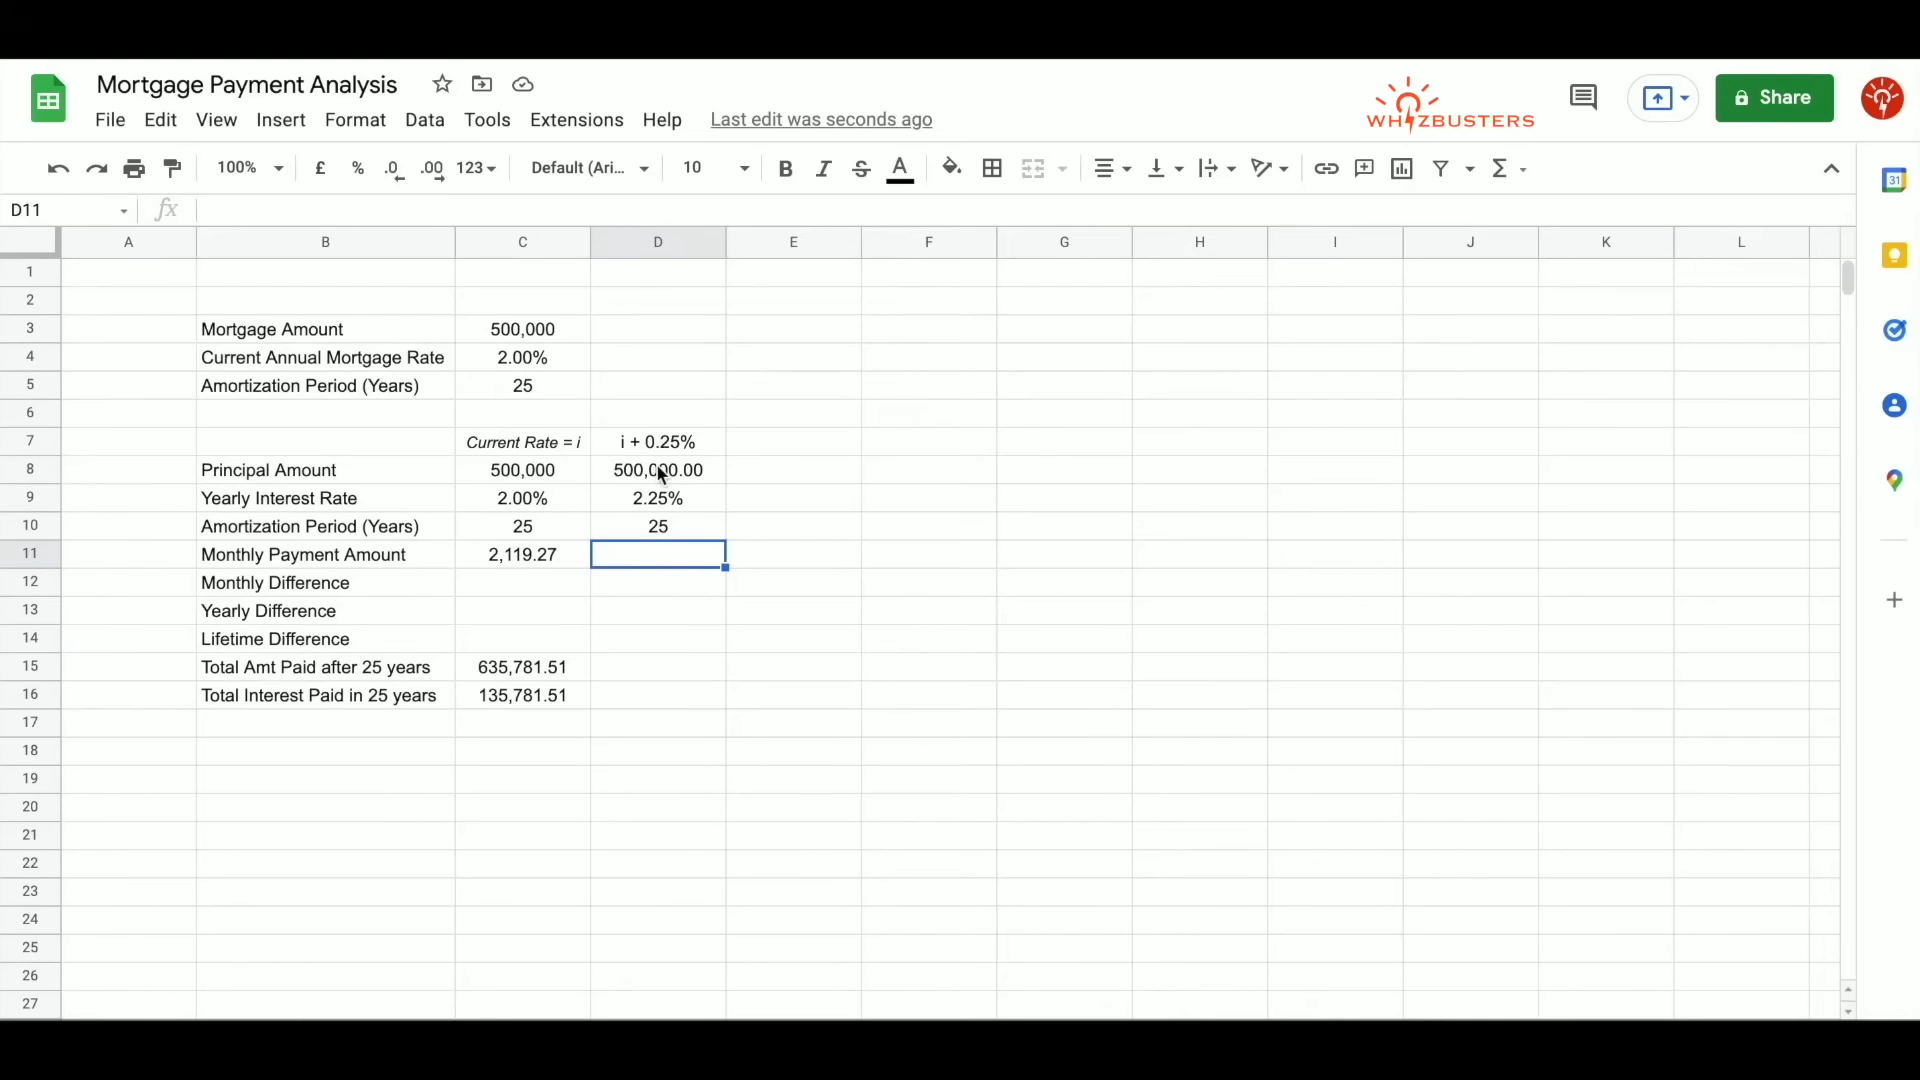 Mortgage Payment Analysis
File Edit View Insert Format Data Tools Extensions Help Last edit was seconds ago
WHIZBUSTERS
Share
100% £ % .0 .00 123 Default (Ari... 10 B I S A Σ
31
D11 fx
A B C D E F G H I J K L
1
2
3 Mortgage Amount 500,000
4 Current Annual Mortgage Rate 2.00%
5 Amortization Period (Years) 25
6
7 Current Rate = i i + 0.25%
8 Principal Amount 500,000 500,000.00
9 Yearly Interest Rate 2.00% 2.25%
10 Amortization Period (Years) 25 25
11 Monthly Payment Amount 2,119.27
12 Monthly Difference
13 Yearly Difference
14 Lifetime Difference
15 Total Amt Paid after 25 years 635,781.51
16 Total Interest Paid in 25 years 135,781.51
17
18
19
20
21
22
23
24
25
26
27